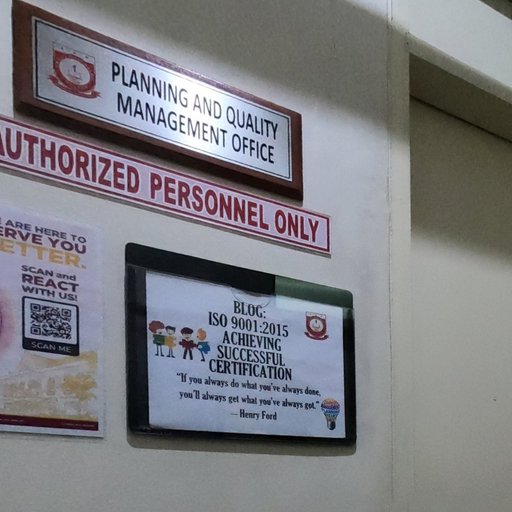 PLANNING AND QUALITY
MANAGEMENT OFFICE
AUTHORIZED PERSONNEL ONLY
ARE HERE TO
SERVE YOU
BETTER.
SCAN and
REACT
WITH US!
SCAN ME
BLOG:
ISO 9001:2015
ACHIEVING
SUCCESSFUL
CERTIFICATION
“If you always do what you’ve always done,
you’ll always get what you’ve always got.”
— Henry Ford